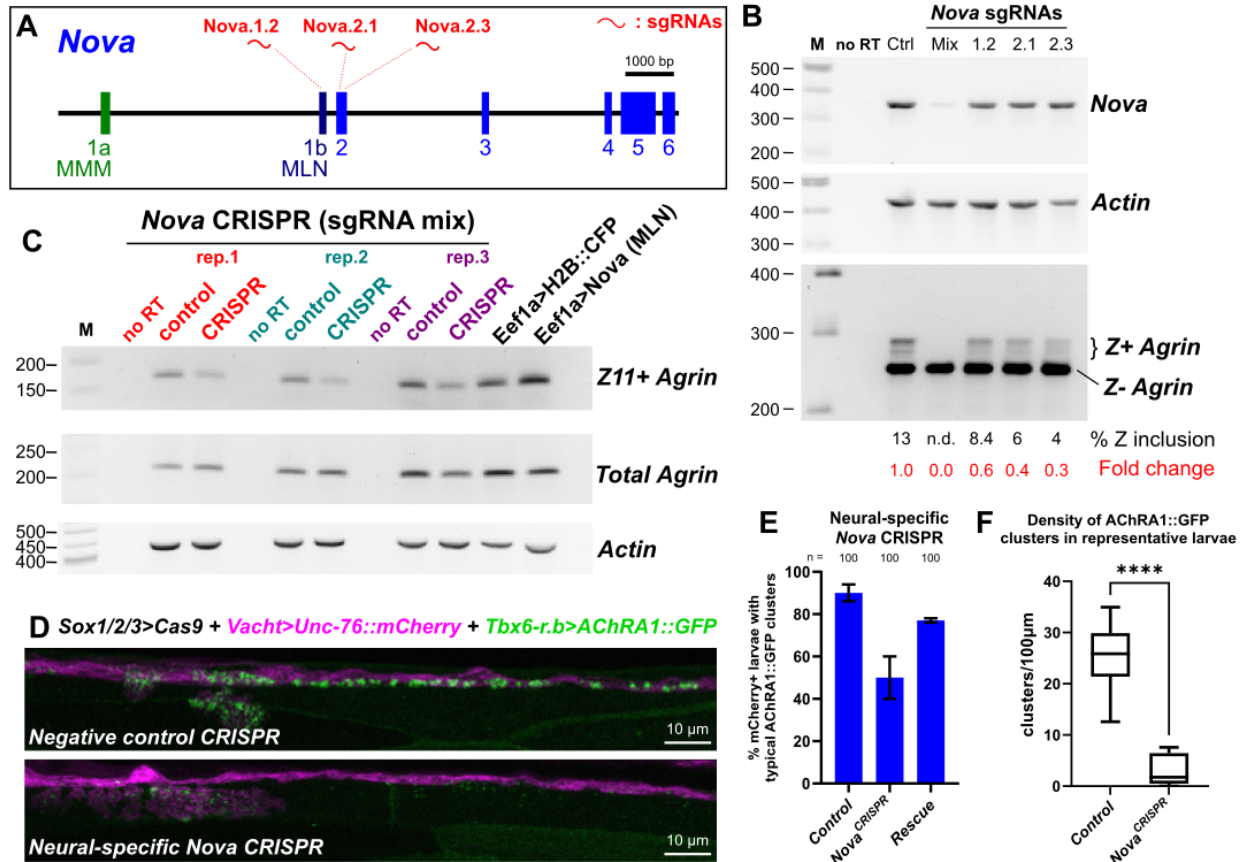 A
Nova
Nova.1.2
Nova.2.1
Nova.2.3
: sgRNAs
1000 bp
1a
1b
2
3
4
5
6
MMM
MLN
B
Nova sgRNAs
M
no RT
Ctrl
Mix
1.2
2.1
2.3
500
400
300
200
Nova
500
400
300
Actin
400
300
200
} Z+ Agrin
Z- Agrin
13
n.d.
8.4
6
4
% Z inclusion
1.0
0.0
0.6
0.4
0.3
Fold change
C
Nova CRISPR (sgRNA mix)
rep.1
rep.2
rep.3
M
no RT
control
CRISPR
no RT
control
CRISPR
no RT
control
CRISPR
Eef1a>H2B::CFP
Eef1a>Nova (MLN)
200
150
Z11+ Agrin
250
200
Total Agrin
500
450
400
Actin
D
Sox1/2/3>Cas9 + Vacht>Unc-76::mCherry + Tbx6-r.b>AChRA1::GFP
Negative control CRISPR
10 µm
Neural-specific Nova CRISPR
10 µm
E
Neural-specific
Nova CRISPR
n =
100
100
100
% mCherry+ larvae with
typical AChRA1::GFP clusters
100
80
60
40
20
0
Control
Nova CRISPR
Rescue
F
Density of AChRA1::GFP
clusters in representative larvae
****
clusters/100µm
40
30
20
10
0
Control
Nova CRISPR